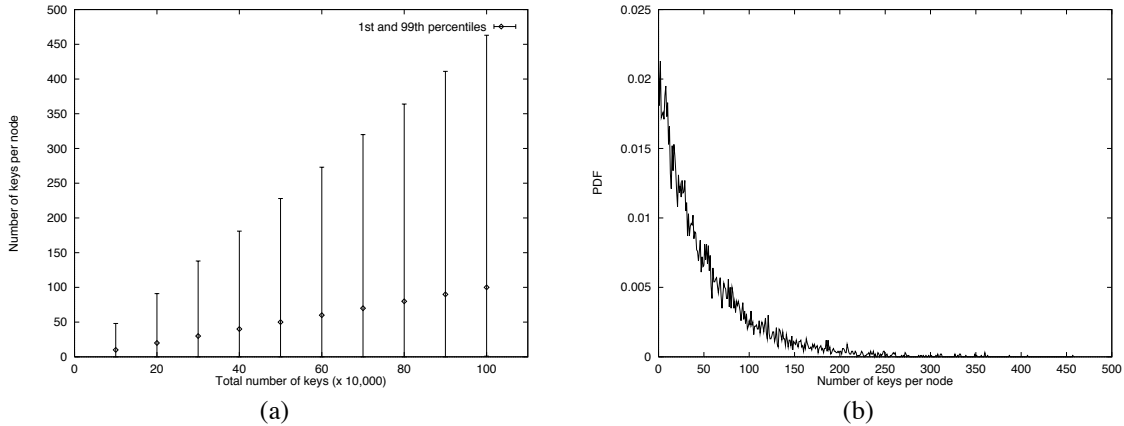 500
450
400
350
300
250
200
150
100
50
0
Number of keys per node
1st and 99th percentiles
0 20 40 60 80 100
Total number of keys (x 10,000)
(a)
0.025
0.02
0.015
0.01
0.005
0
PDF
0 50 100 150 200 250 300 350 400 450 500
Number of keys per node
(b)